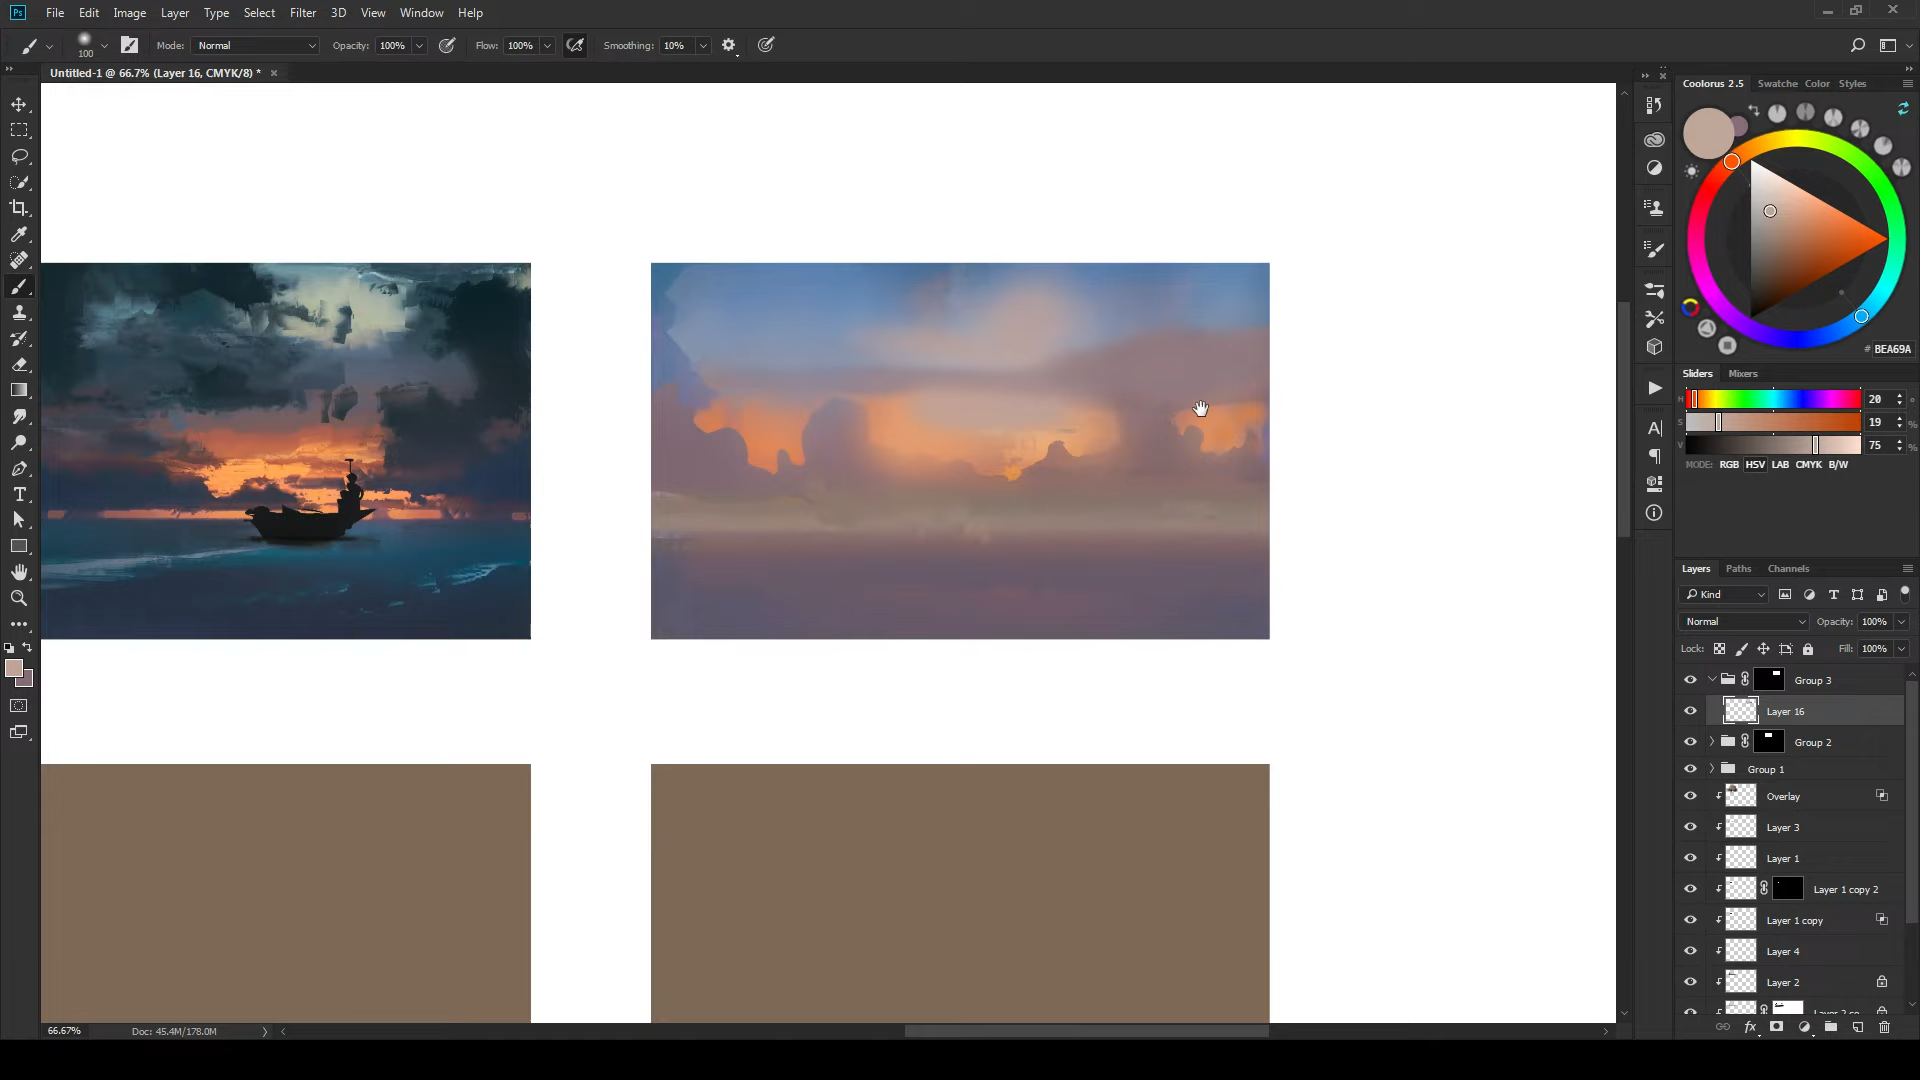 Ps File Edit Image Layer Type Select Filter 3D View Window Help
100 Mode: Normal Opacity: 100% Flow: 100% Smoothing: 10%
Untitled-1 @ 66.7% (Layer 16, CMYK/8) *
Coolorus 2.5 Swatche Color Styles
# BEA69A
Sliders Mixers
H 20 °
S 19 %
V 75 %
MODE: RGB HSV LAB CMYK B/W
Layers Paths Channels
Kind
Normal Opacity: 100%
Lock: Fill: 100%
Group 3
Layer 16
Group 2
Group 1
Overlay
Layer 3
Layer 1
Layer 1 copy 2
Layer 1 copy
Layer 4
Layer 2
66.67% Doc: 45.4M/178.0M